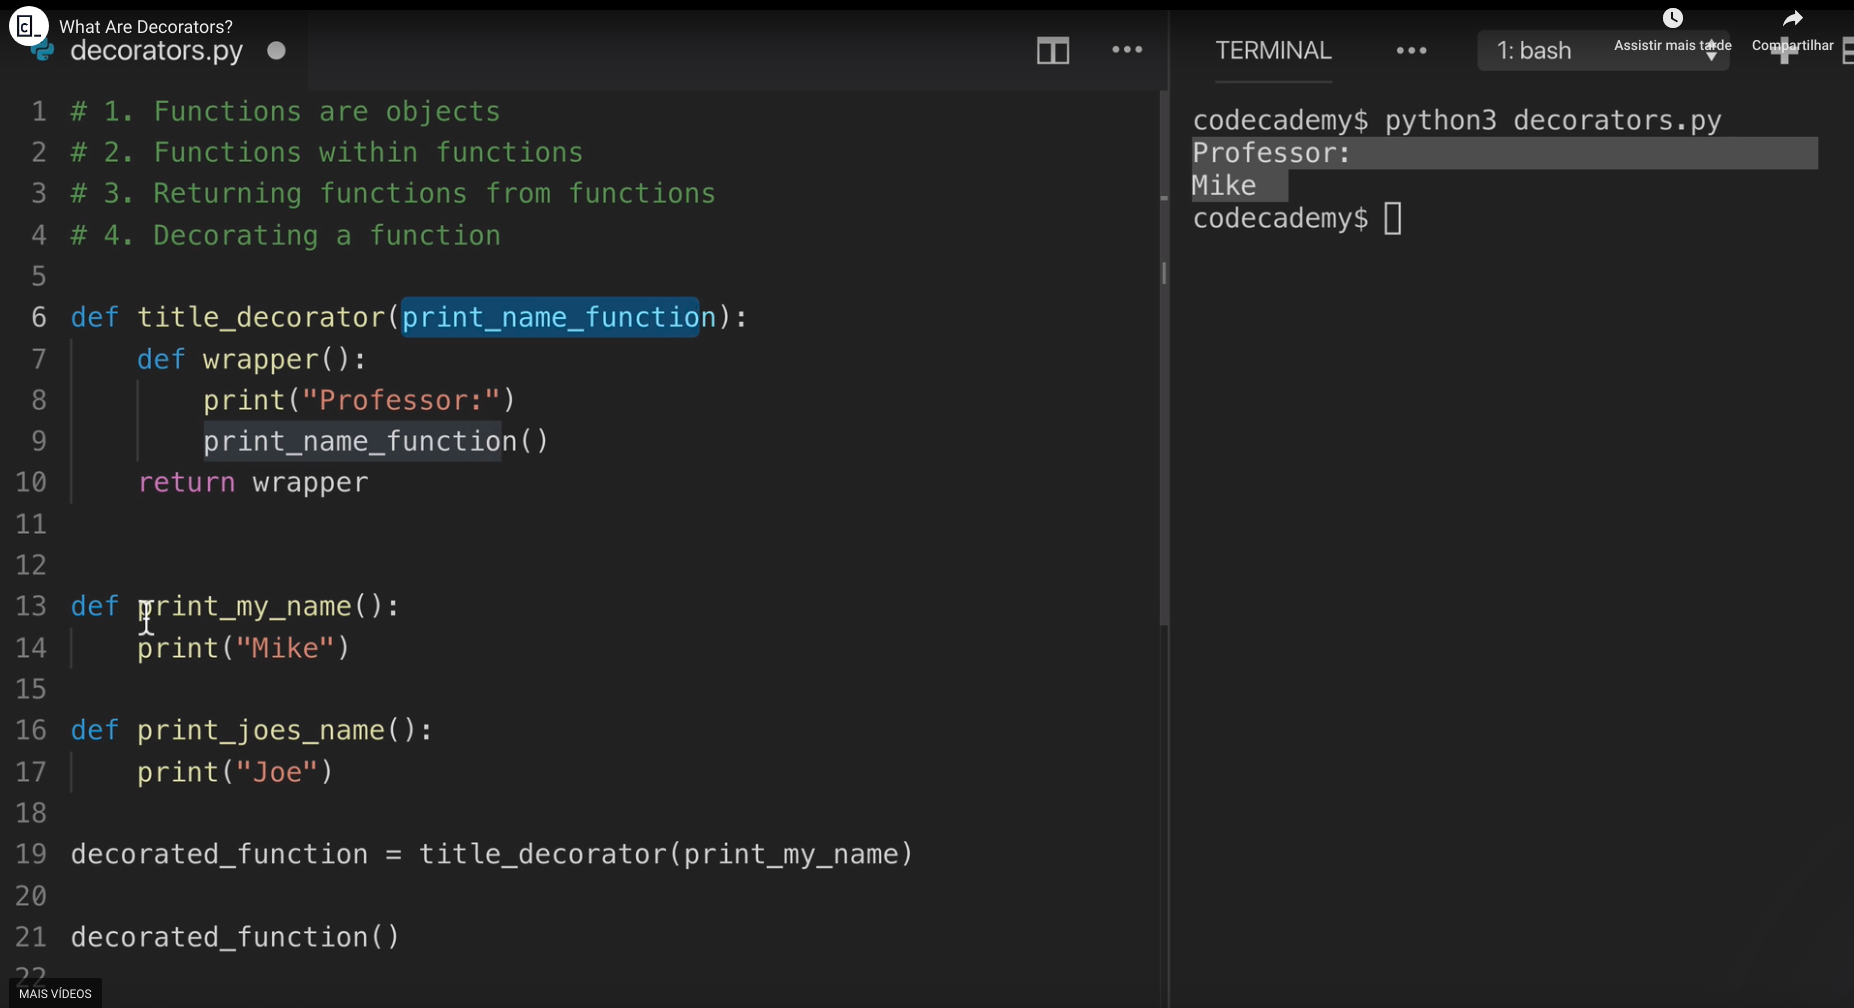 What Are Decorators?
decorators.py
1 # 1. Functions are objects
2 # 2. Functions within functions
3 # 3. Returning functions from functions
4 # 4. Decorating a function
5
6 def title_decorator(print_name_function):
7 def wrapper():
8 print("Professor:")
9 print_name_function()
10 return wrapper
11
12
13 def print_my_name():
14 print("Mike")
15
16 def print_joes_name():
17 print("Joe")
18
19 decorated_function = title_decorator(print_my_name)
20
21 decorated_function()
22
MAIS VÍDEOS
TERMINAL
1: bash
Assistir mais tarde
Compartilhar
codecademy$ python3 decorators.py
Professor:
Mike
codecademy$